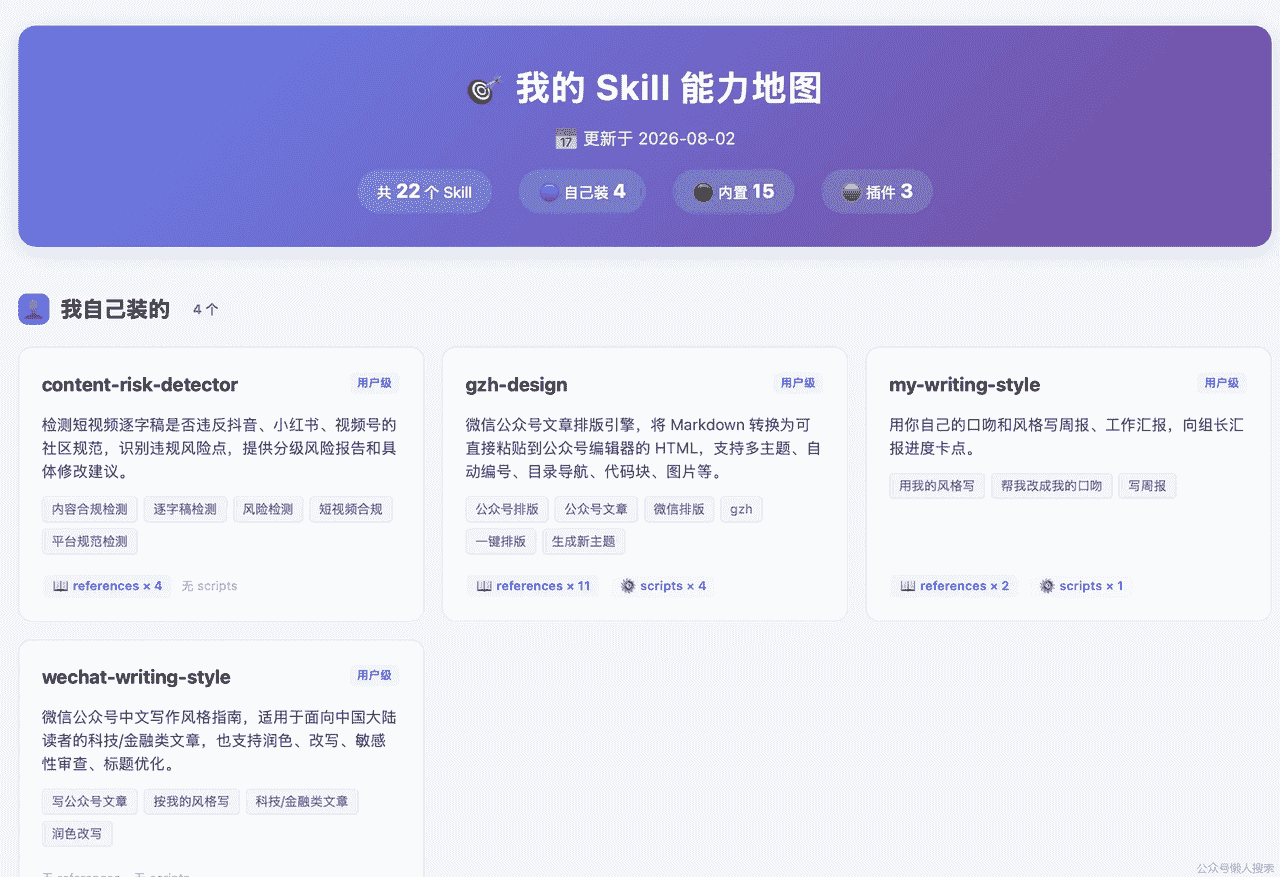 我的 Skill 能力地图
17 更新于 2026-08-02
共 22 个 Skill
自己装 4
内置 15
插件 3
我自己装的 4 个
content-risk-detector 用户级
检测短视频逐字稿是否违反抖音、小红书、视频号的
社区规范，识别违规风险点，提供分级风险报告和具
体修改建议。
内容合规检测 逐字稿检测 风险检测 短视频合规
平台规范检测
references × 4 无 scripts
gzh-design 用户级
微信公众号文章排版引擎，将 Markdown 转换为可
直接粘贴到公众号编辑器的 HTML，支持多主题、自
动编号、目录导航、代码块、图片等。
公众号排版 公众号文章 微信排版 gzh
一键排版 生成新主题
references × 11 scripts × 4
my-writing-style 用户级
用你自己的口吻和风格写周报、工作汇报，向组长汇
报进度卡点。
用我的风格写 帮我改成我的口吻 写周报
references × 2 scripts × 1
wechat-writing-style 用户级
微信公众号中文写作风格指南，适用于面向中国大陆
读者的科技/金融类文章，也支持润色、改写、敏感
性审查、标题优化。
写公众号文章 按我的风格写 科技/金融类文章
润色改写
无 references 无 scripts
公众号懒人搜索